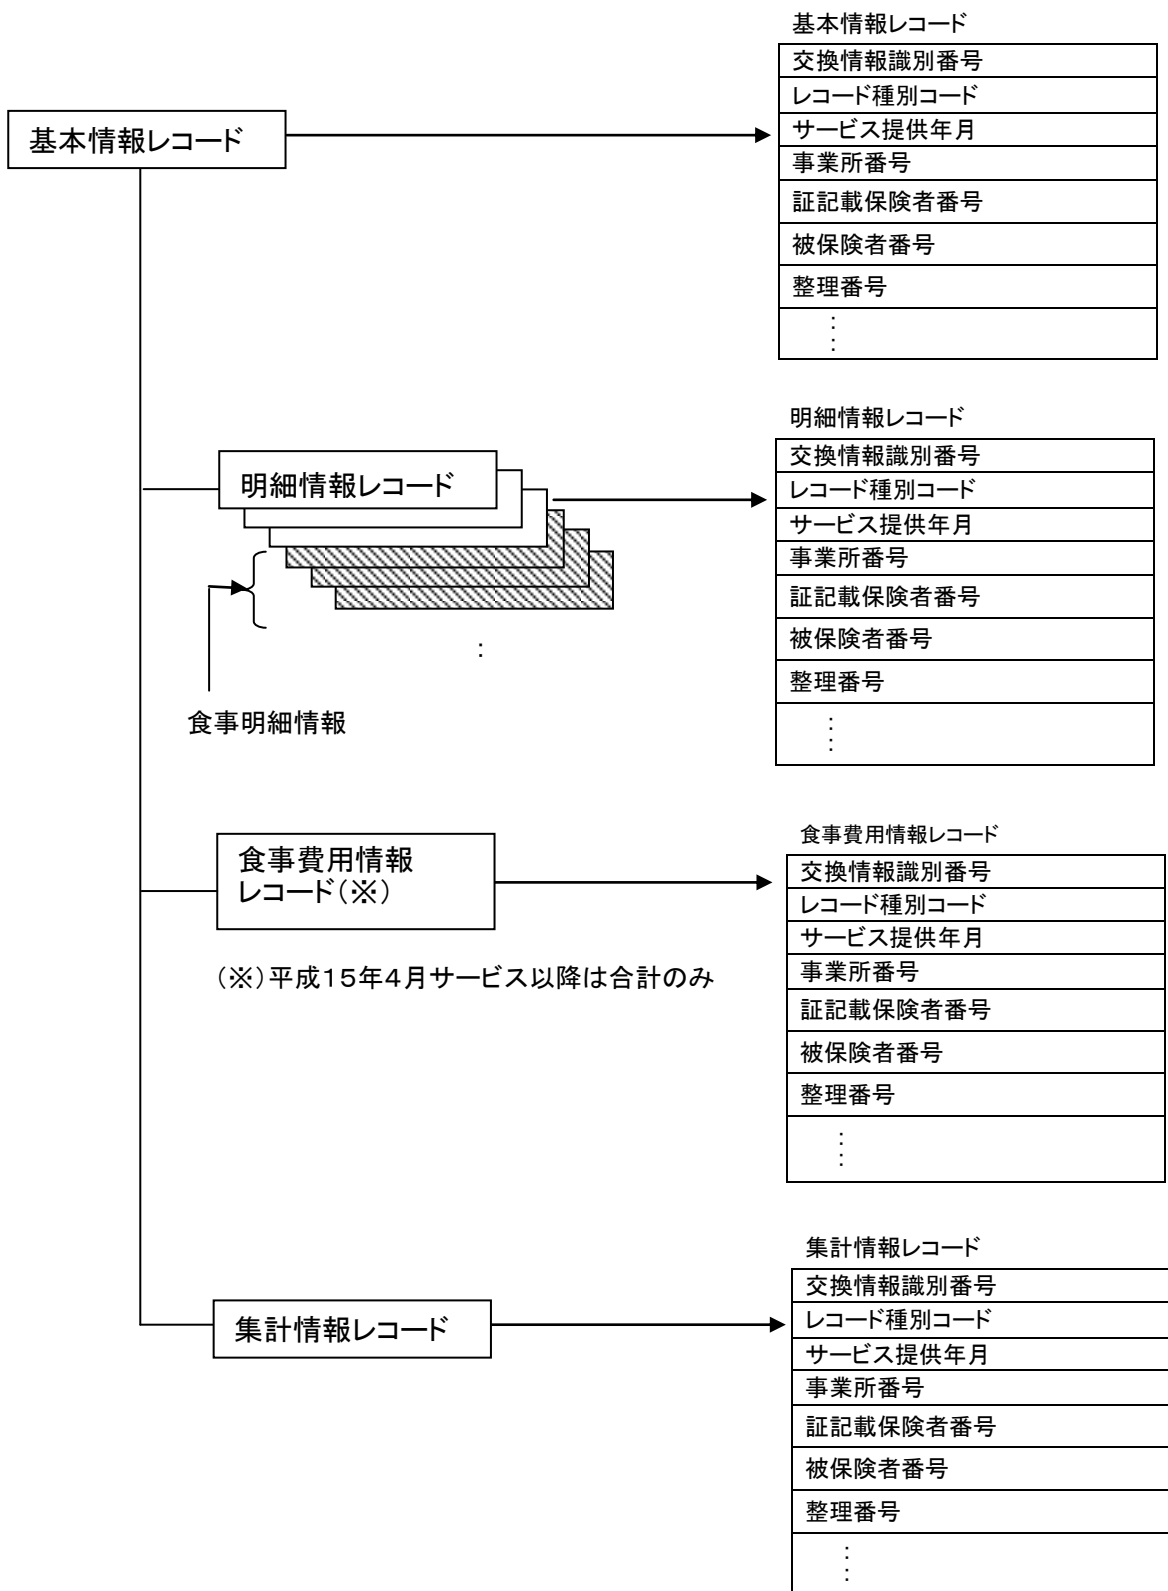 基本情報レコード
基本情報レコード
交換情報識別番号
レコード種別コード
サービス提供年月
事業所番号
証記載保険者番号
被保険者番号
整理番号
：
：
明細情報レコード
食事明細情報
：
明細情報レコード
交換情報識別番号
レコード種別コード
サービス提供年月
事業所番号
証記載保険者番号
被保険者番号
整理番号
：
：
食事費用情報
レコード（※）
（※）平成１５年４月サービス以降は合計のみ
食事費用情報レコード
交換情報識別番号
レコード種別コード
サービス提供年月
事業所番号
証記載保険者番号
被保険者番号
整理番号
：
：
集計情報レコード
集計情報レコード
交換情報識別番号
レコード種別コード
サービス提供年月
事業所番号
証記載保険者番号
被保険者番号
整理番号
：
：